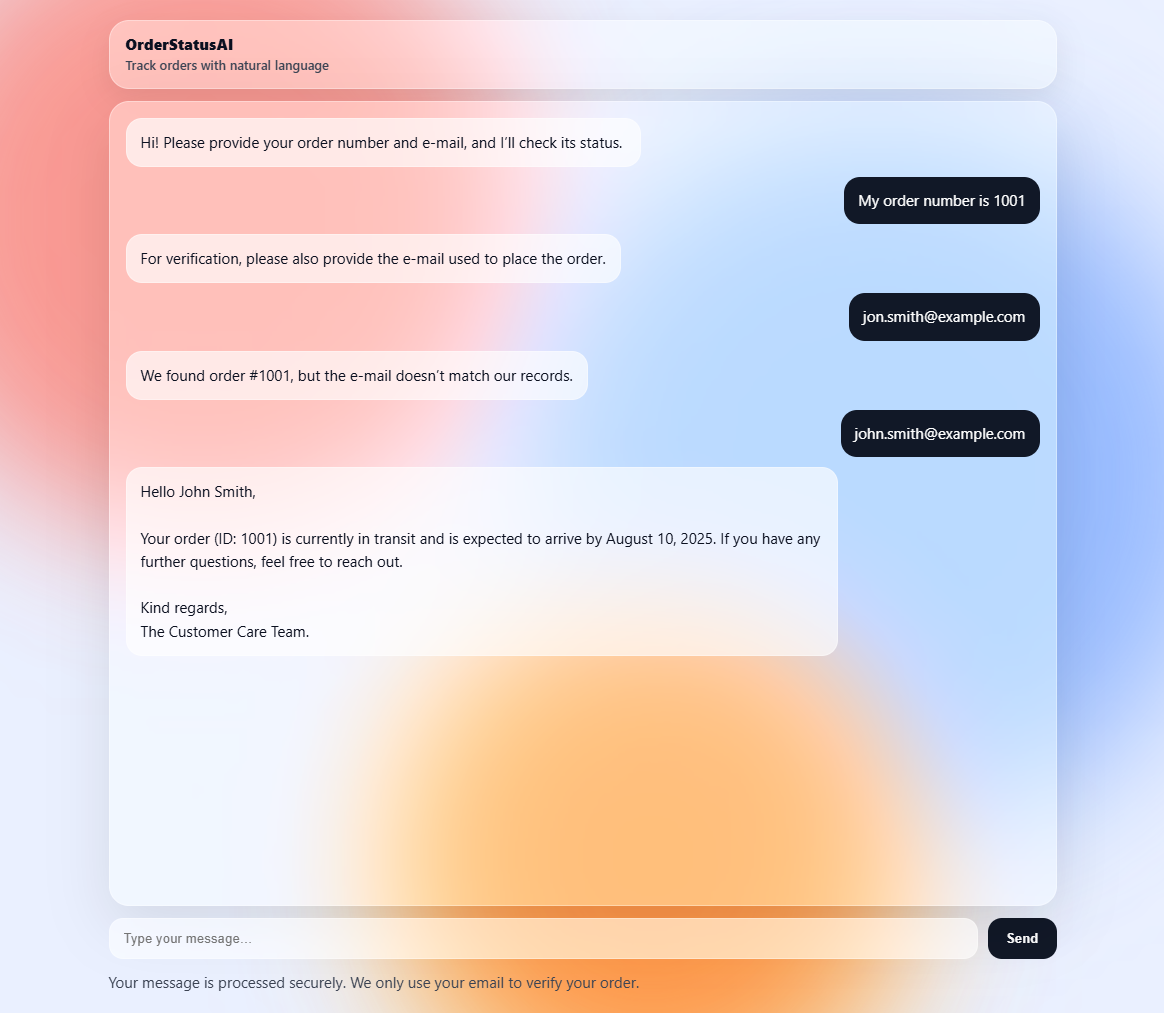 OrderStatusAI
Track orders with natural language
Hi! Please provide your order number and e-mail, and I’ll check its status.
My order number is 1001
For verification, please also provide the e-mail used to place the order.
jon.smith@example.com
We found order #1001, but the e-mail doesn’t match our records.
john.smith@example.com
Hello John Smith,
Your order (ID: 1001) is currently in transit and is expected to arrive by August 10, 2025. If you have any
further questions, feel free to reach out.
Kind regards,
The Customer Care Team.
Type your message...
Send
Your message is processed securely. We only use your email to verify your order.